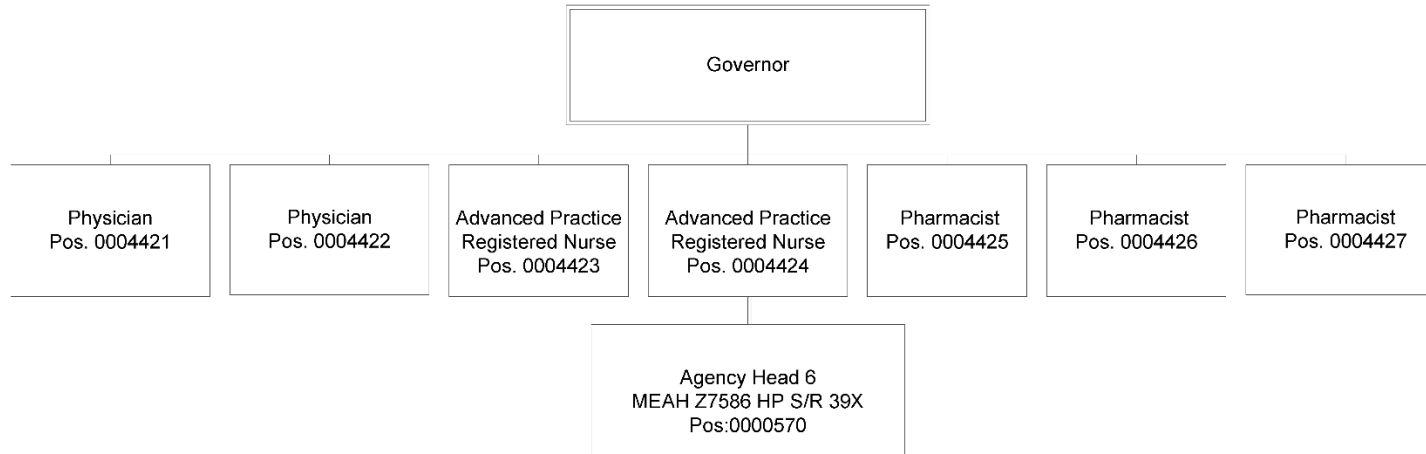 Governor
Physician
Pos. 0004421
Physician
Pos. 0004422
Advanced Practice
Registered Nurse
Pos. 0004423
Advanced Practice
Registered Nurse
Pos. 0004424
Pharmacist
Pos. 0004425
Pharmacist
Pos. 0004426
Pharmacist
Pos. 0004427
Agency Head 6
MEAH Z7586 HP S/R 39X
Pos:0000570